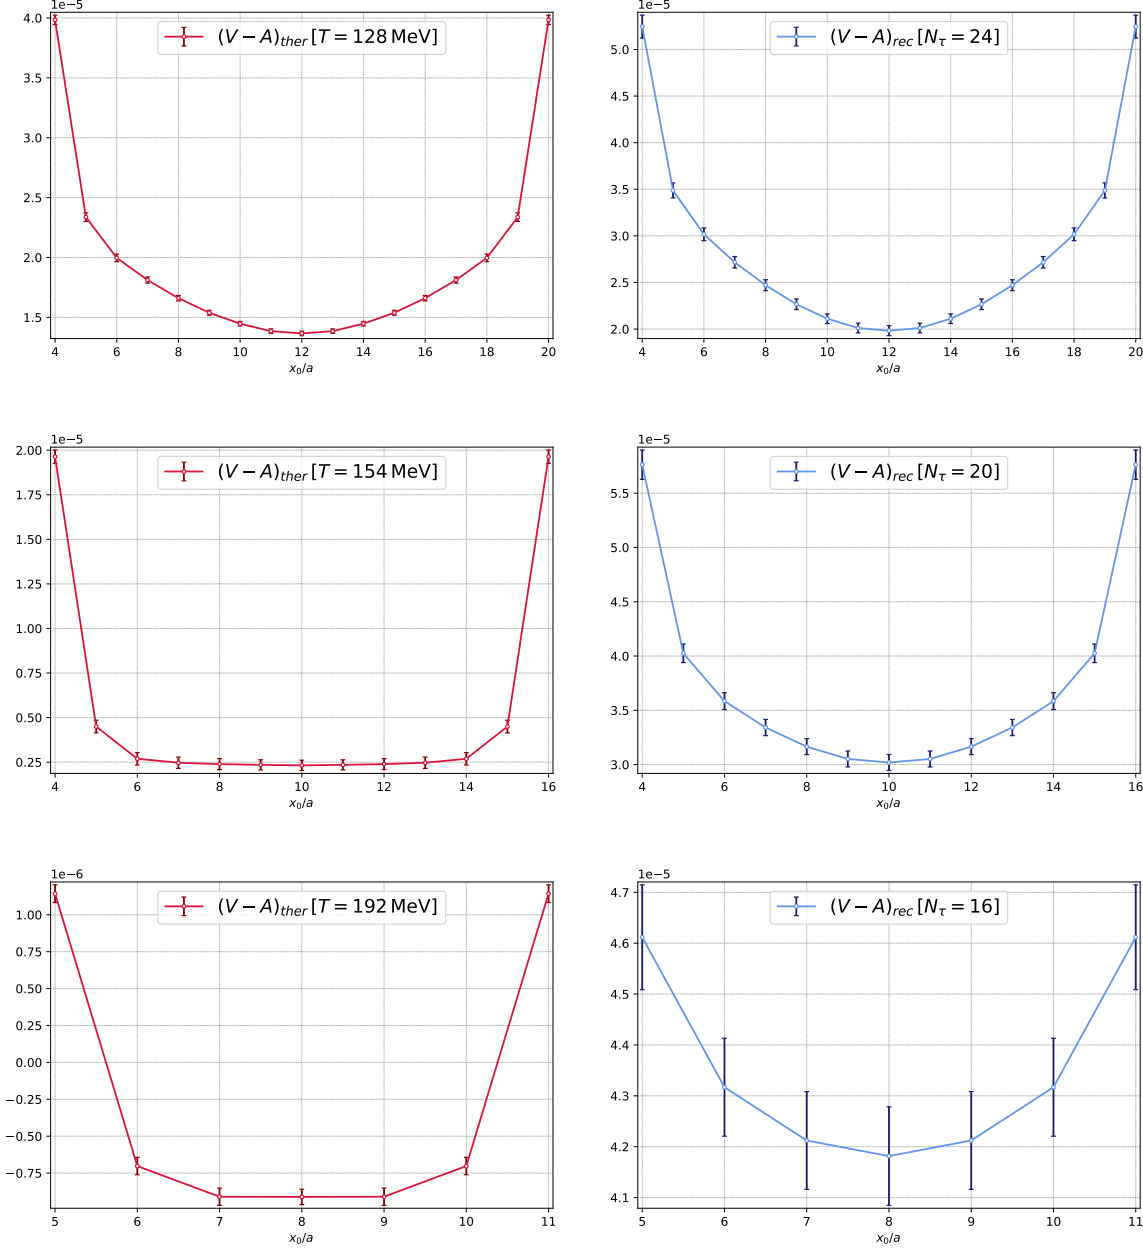 1e−5
(V − A)ther [T = 128 MeV]
4.0
3.5
3.0
2.5
2.0
1.5
4 6 8 10 12 14 16 18 20
x0/a
1e−5
(V − A)rec [Nτ = 24]
5.0
4.5
4.0
3.5
3.0
2.5
2.0
4 6 8 10 12 14 16 18 20
x0/a
1e−5
(V − A)ther [T = 154 MeV]
2.00
1.75
1.50
1.25
1.00
0.75
0.50
0.25
4 6 8 10 12 14 16
x0/a
1e−5
(V − A)rec [Nτ = 20]
5.5
5.0
4.5
4.0
3.5
3.0
4 6 8 10 12 14 16
x0/a
1e−6
(V − A)ther [T = 192 MeV]
1.00
0.75
0.50
0.25
0.00
−0.25
−0.50
−0.75
5 6 7 8 9 10 11
x0/a
1e−5
(V − A)rec [Nτ = 16]
4.7
4.6
4.5
4.4
4.3
4.2
4.1
5 6 7 8 9 10 11
x0/a